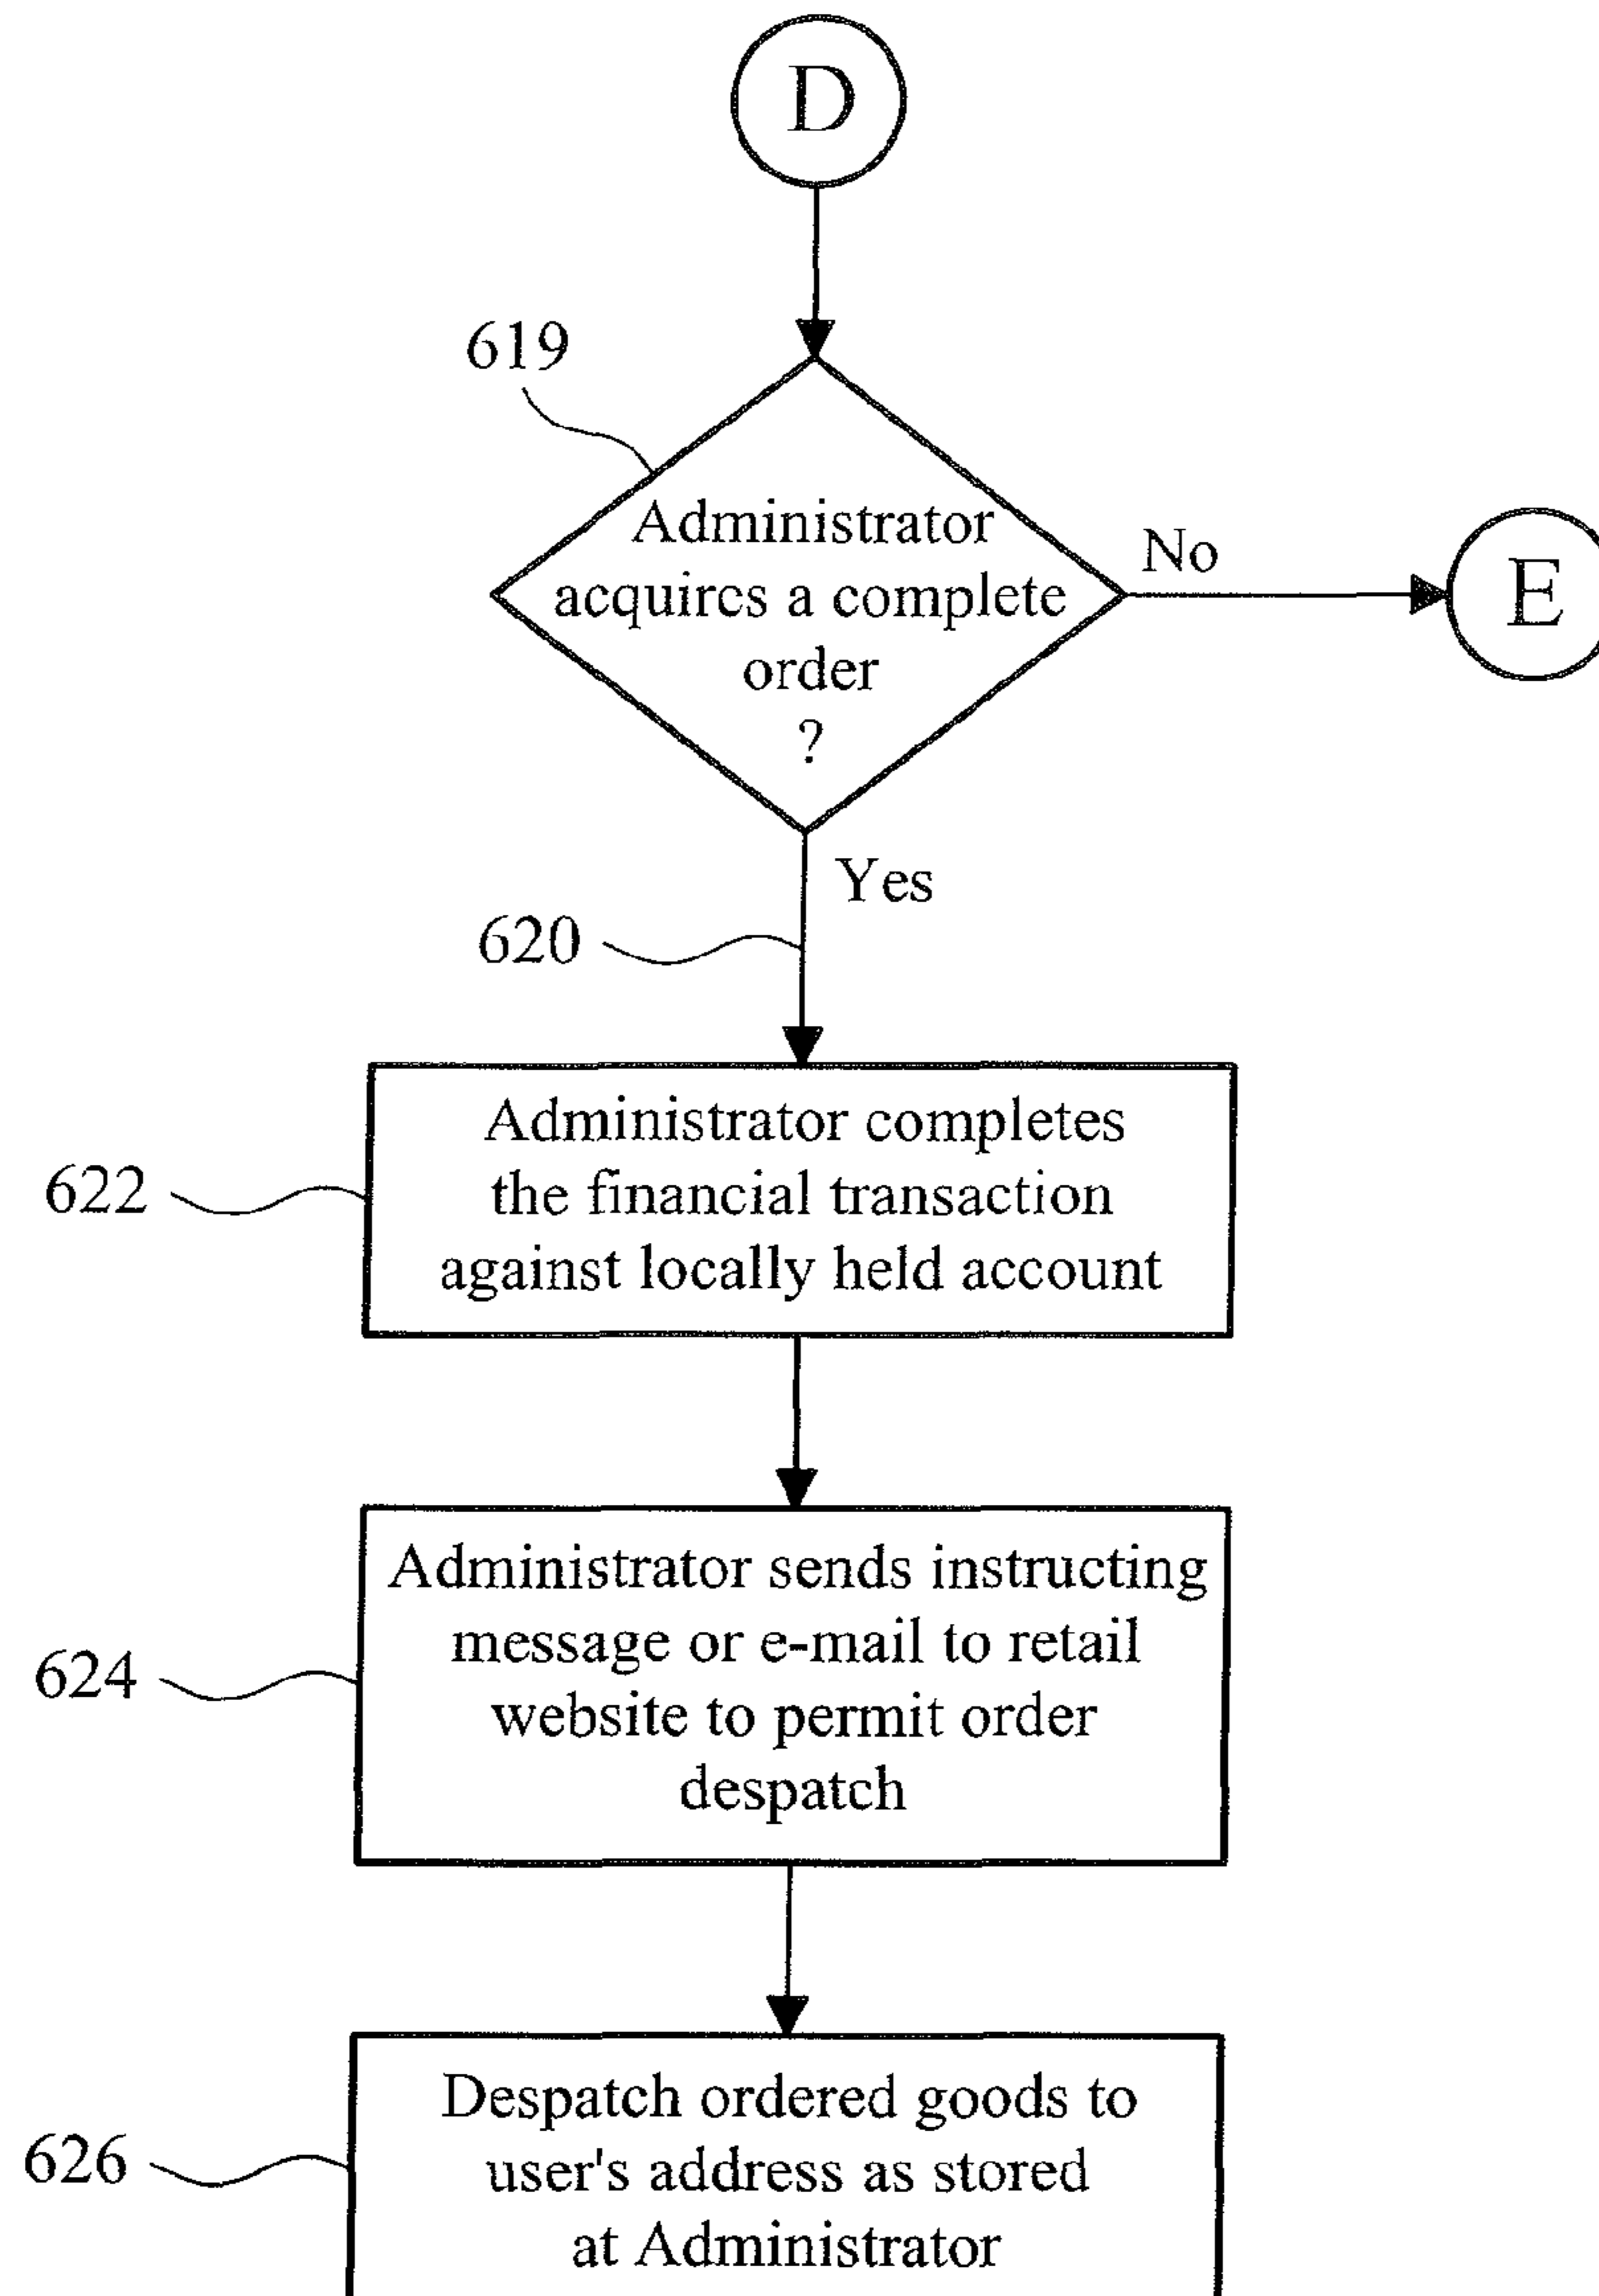 D
619
Administrator
acquires a complete
order
?
No
E
Yes
620
Administrator completes
the financial transaction
against locally held account
622
Administrator sends instructing
message or e-mail to retail
website to permit order
despatch
624
Despatch ordered goods to
user's address as stored
at Administrator
626